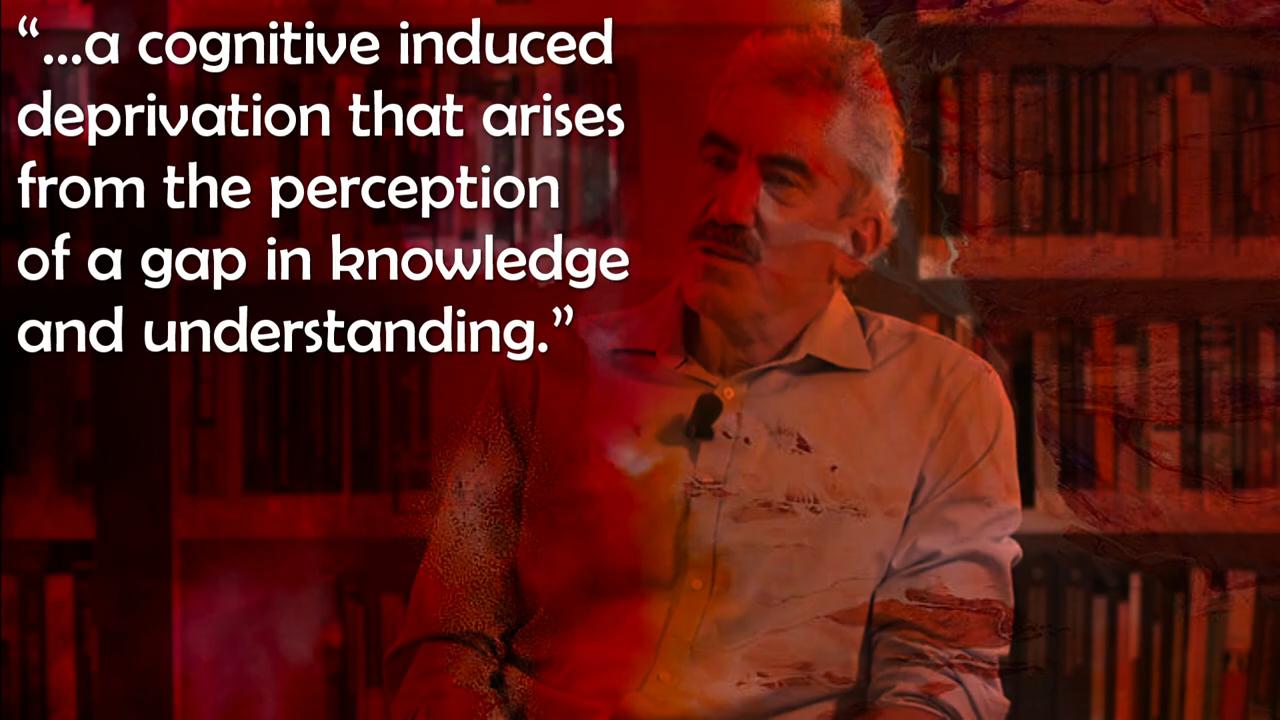 “...a cognitive induced
deprivation that arises
from the perception
of a gap in knowledge
and understanding.”